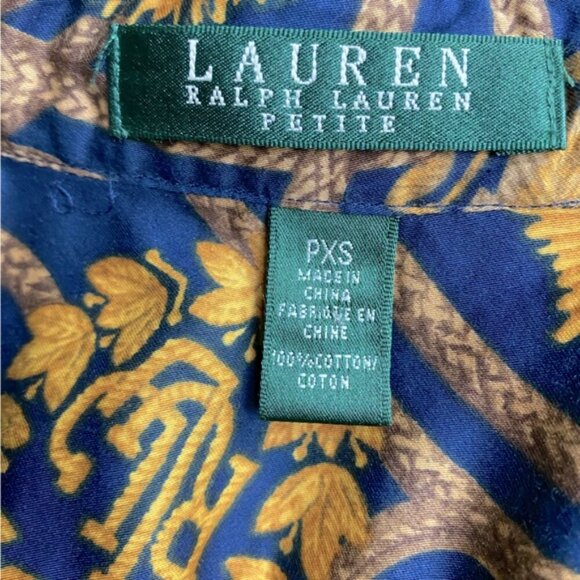 LAUREN
RALPH LAUREN
PETITE
PXS
MADE IN
CHINA
FABRIQUE EN
CHINE
100%COTTON/
COTON